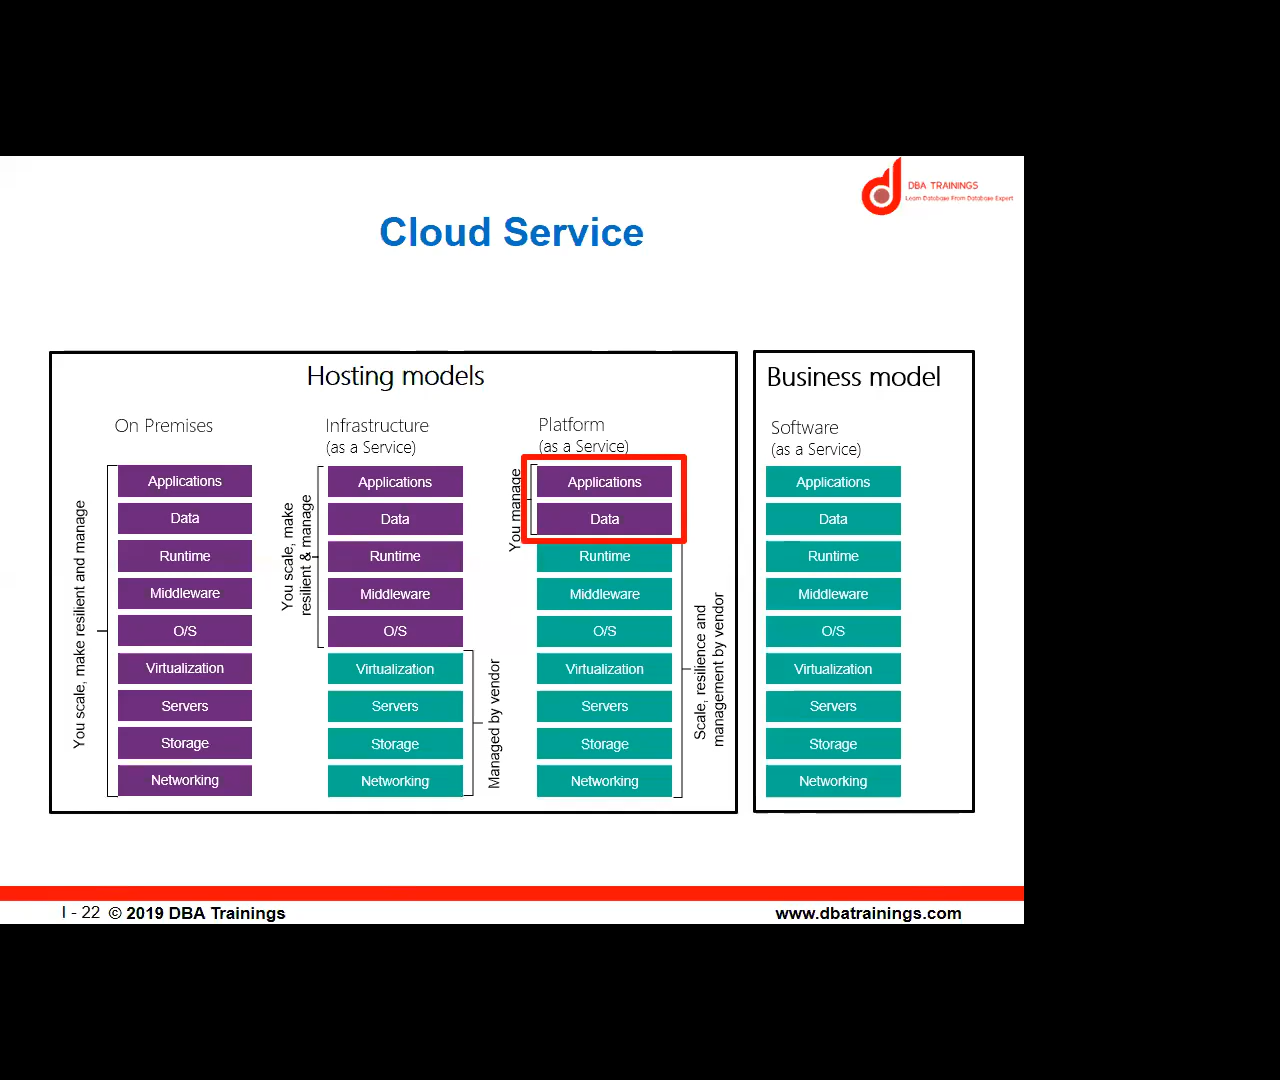 DBA TRAININGS
Learn Database From Database Expert
Cloud Service
Hosting models
On Premises
You scale, make resilient and manage
Applications
Data
Runtime
Middleware
O/S
Virtualization
Servers
Storage
Networking
Infrastructure
(as a Service)
You scale, make
resilient & manage
Applications
Data
Runtime
Middleware
O/S
Virtualization
Servers
Storage
Networking
Managed by vendor
Platform
(as a Service)
You manage
Applications
Data
Runtime
Middleware
O/S
Virtualization
Servers
Storage
Networking
Scale, resilience and
management by vendor
Business model
Software
(as a Service)
Applications
Data
Runtime
Middleware
O/S
Virtualization
Servers
Storage
Networking
I - 22 © 2019 DBA Trainings
www.dbatrainings.com